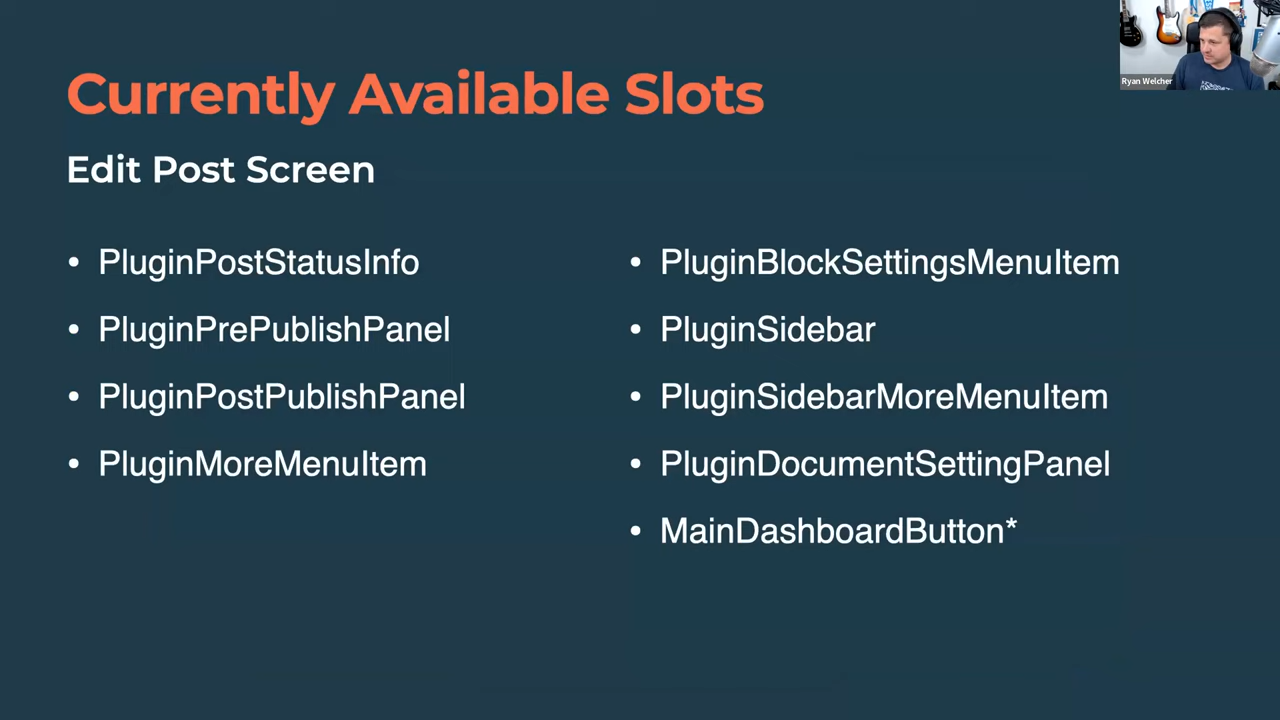 Currently Available Slots
Edit Post Screen
• PluginPostStatusInfo
• PluginPrePublishPanel
• PluginPostPublishPanel
• PluginMoreMenuItem
• PluginBlockSettingsMenuItem
• PluginSidebar
• PluginSidebarMoreMenuItem
• PluginDocumentSettingPanel
• MainDashboardButton*
Ryan Welcher